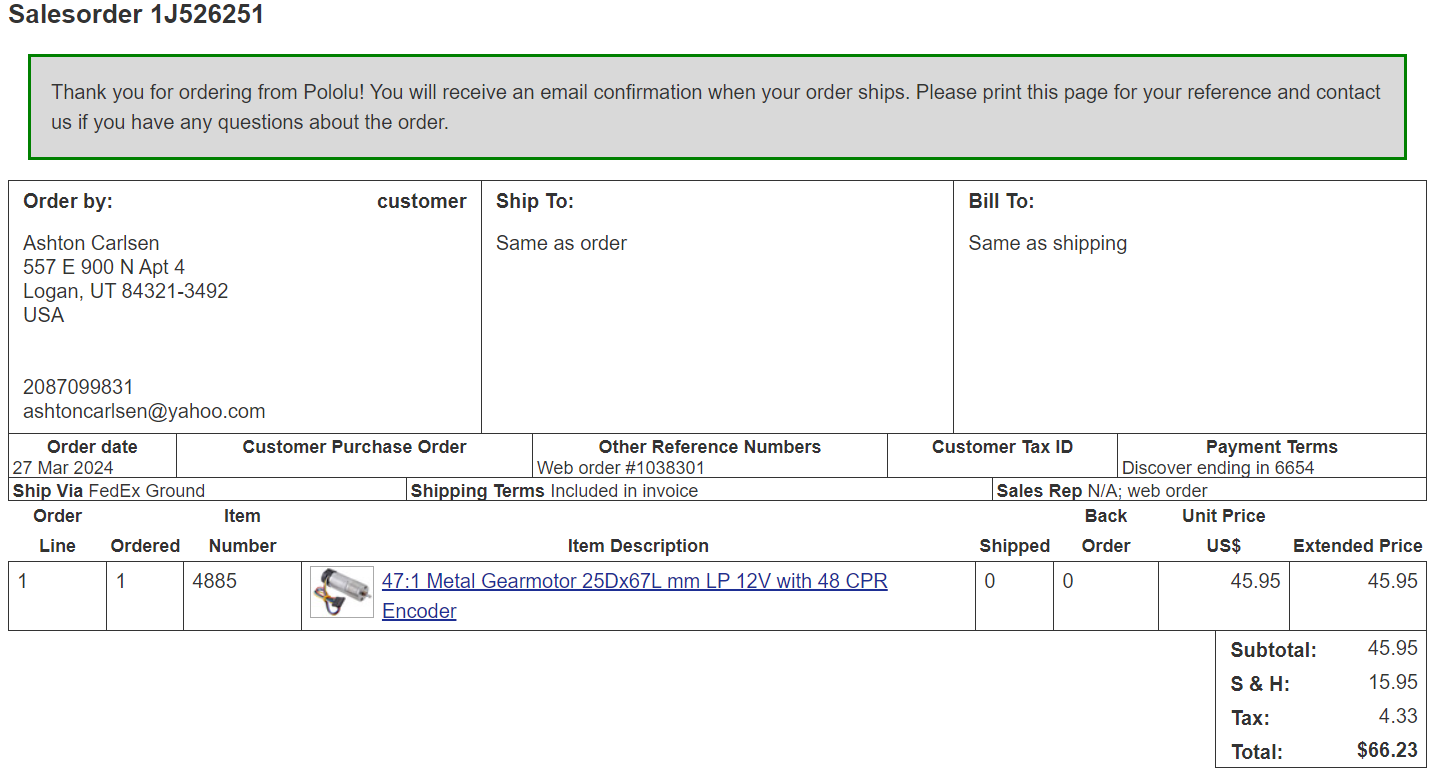 Salesorder 1J526251
Thank you for ordering from Pololu! You will receive an email confirmation when your order ships. Please print this page for your reference and contact
us if you have any questions about the order.
Order by: customer
Ashton Carlsen
557 E 900 N Apt 4
Logan, UT 84321-3492
USA
2087099831
ashtoncarlsen@yahoo.com
Ship To:
Same as order
Bill To:
Same as shipping
Order date Customer Purchase Order Other Reference Numbers Customer Tax ID Payment Terms
27 Mar 2024 Web order #1038301 Discover ending in 6654
Ship Via FedEx Ground Shipping Terms Included in invoice Sales Rep N/A; web order
Order Item Back Unit Price
Line Ordered Number Item Description Shipped Order US$ Extended Price
1 1 4885 47:1 Metal Gearmotor 25Dx67L mm LP 12V with 48 CPR 0 0 45.95 45.95
Encoder
Subtotal: 45.95
S & H: 15.95
Tax: 4.33
Total: $66.23